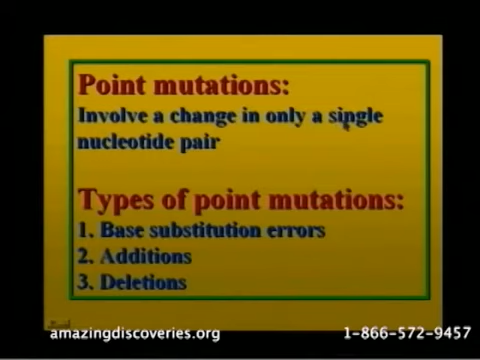 Point mutations:
Involve a change in only a single
nucleotide pair
Types of point mutations:
1. Base substitution errors
2. Additions
3. Deletions
amazingdiscoveries.org
1-866-572-9457